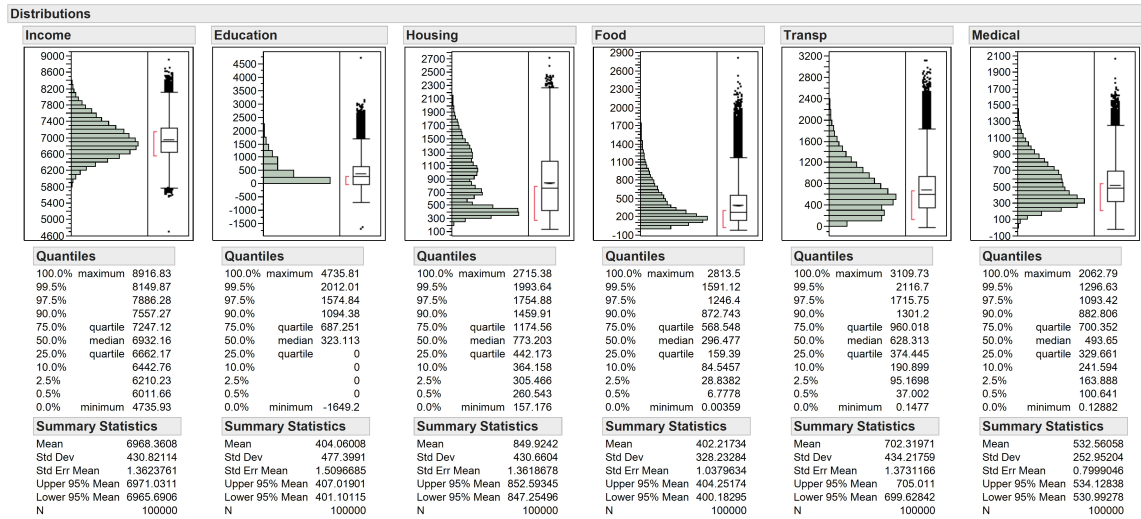 Distributions
Income
9000
8600
8200
7800
7400
7000
6600
6200
5800
5400
5000
4600
Quantiles
100.0% maximum 8916.83
99.5% 8149.87
97.5% 7886.28
90.0% 7557.27
75.0% quartile 7247.12
50.0% median 6932.16
25.0% quartile 6662.17
10.0% 6442.76
2.5% 6210.23
0.5% 6011.66
0.0% minimum 4735.93
Summary Statistics
Mean 6968.3608
Std Dev 430.82114
Std Err Mean 1.3623761
Upper 95% Mean 6971.0311
Lower 95% Mean 6965.6906
N 100000
Education
4500
4000
3500
3000
2500
2000
1500
1000
500
0
-500
-1000
-1500
Quantiles
100.0% maximum 4735.81
99.5% 2012.01
97.5% 1574.84
90.0% 1094.38
75.0% quartile 687.251
50.0% median 323.113
25.0% quartile 0
10.0% 0
2.5% 0
0.5% 0
0.0% minimum -1649.2
Summary Statistics
Mean 404.06008
Std Dev 477.3991
Std Err Mean 1.5096685
Upper 95% Mean 407.01901
Lower 95% Mean 401.10115
N 100000
Housing
2700
2500
2300
2100
1900
1700
1500
1300
1100
900
700
500
300
100
Quantiles
100.0% maximum 2715.38
99.5% 1993.64
97.5% 1754.88
90.0% 1459.91
75.0% quartile 1174.56
50.0% median 773.203
25.0% quartile 442.173
10.0% 364.158
2.5% 305.466
0.5% 260.543
0.0% minimum 157.176
Summary Statistics
Mean 849.9242
Std Dev 430.6604
Std Err Mean 1.3618678
Upper 95% Mean 852.59345
Lower 95% Mean 847.25496
N 100000
Food
2900
2600
2300
2000
1700
1400
1100
800
500
200
-100
Quantiles
100.0% maximum 2813.5
99.5% 1591.12
97.5% 1246.4
90.0% 872.743
75.0% quartile 568.548
50.0% median 296.477
25.0% quartile 159.39
10.0% 84.5457
2.5% 28.8382
0.5% 6.7778
0.0% minimum 0.00359
Summary Statistics
Mean 402.21734
Std Dev 328.23284
Std Err Mean 1.0379634
Upper 95% Mean 404.25174
Lower 95% Mean 400.18295
N 100000
Transp
3200
2800
2400
2000
1600
1200
800
400
0
Quantiles
100.0% maximum 3109.73
99.5% 2116.7
97.5% 1715.75
90.0% 1301.2
75.0% quartile 960.018
50.0% median 628.313
25.0% quartile 374.445
10.0% 190.899
2.5% 95.1698
0.5% 37.002
0.0% minimum 0.1477
Summary Statistics
Mean 702.31971
Std Dev 434.21759
Std Err Mean 1.3731166
Upper 95% Mean 705.011
Lower 95% Mean 699.62842
N 100000
Medical
2100
1900
1700
1500
1300
1100
900
700
500
300
100
-100
Quantiles
100.0% maximum 2062.79
99.5% 1296.63
97.5% 1093.42
90.0% 882.806
75.0% quartile 700.352
50.0% median 493.65
25.0% quartile 329.661
10.0% 241.594
2.5% 163.888
0.5% 100.641
0.0% minimum 0.12882
Summary Statistics
Mean 532.56058
Std Dev 252.95204
Std Err Mean 0.7999046
Upper 95% Mean 534.12838
Lower 95% Mean 530.99278
N 100000